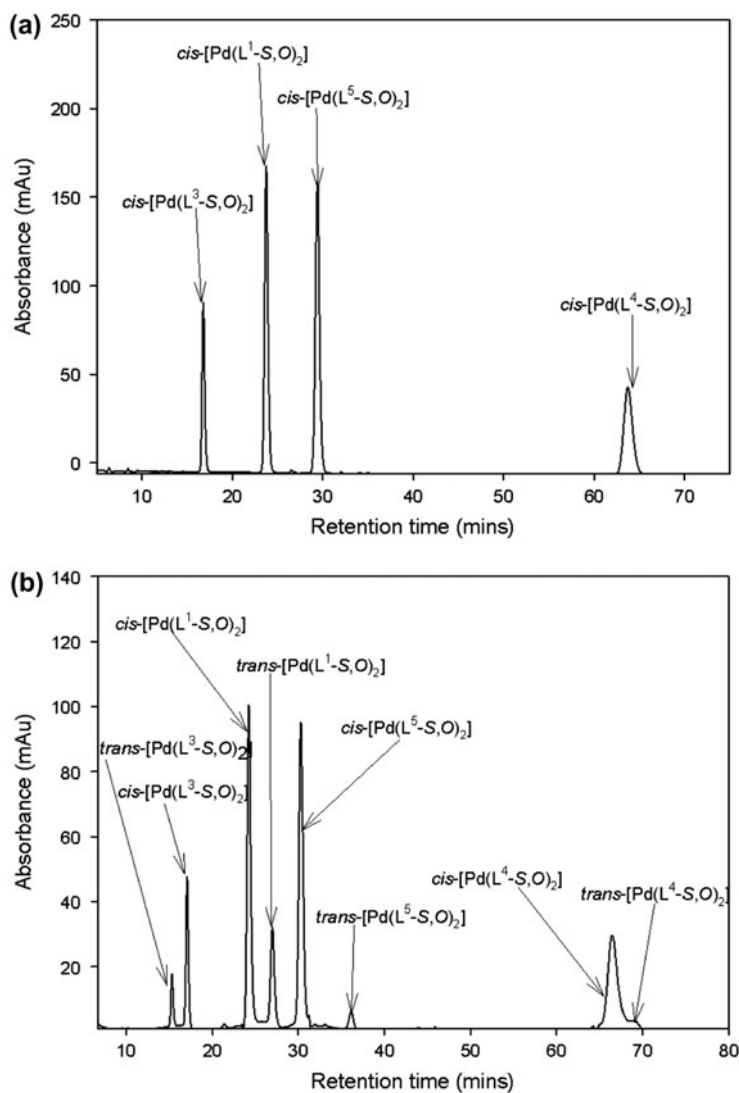 (a)
250
200
150
100
50
0
Absorbance (mAu)
cis-[Pd(L¹-S,O)₂]
cis-[Pd(L⁵-S,O)₂]
cis-[Pd(L³-S,O)₂]
cis-[Pd(L⁴-S,O)₂]
10 20 30 40 50 60 70
Retention time (mins)
(b)
140
120
100
80
60
40
20
Absorbance (mAu)
cis-[Pd(L¹-S,O)₂]
trans-[Pd(L¹-S,O)₂]
cis-[Pd(L⁵-S,O)₂]
trans-[Pd(L³-S,O)₂]
cis-[Pd(L³-S,O)₂]
cis-[Pd(L⁴-S,O)₂]
trans-[Pd(L⁴-S,O)₂]
trans-[Pd(L⁵-S,O)₂]
10 20 30 40 50 60 70 80
Retention time (mins)